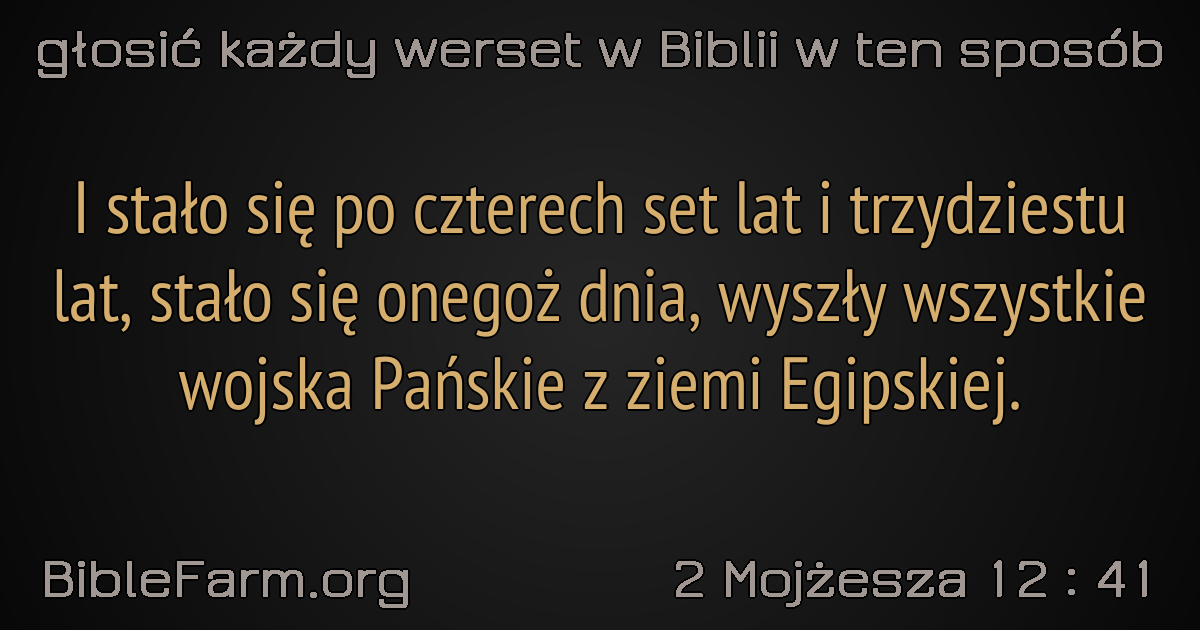 głosić każdy werset w Biblii w ten sposób
I stało się po czterech set lat i trzydziestu
lat, stało się onegoż dnia, wyszły wszystkie
wojska Pańskie z ziemi Egipskiej.
BibleFarm.org
2 Mojżesza 12 : 41